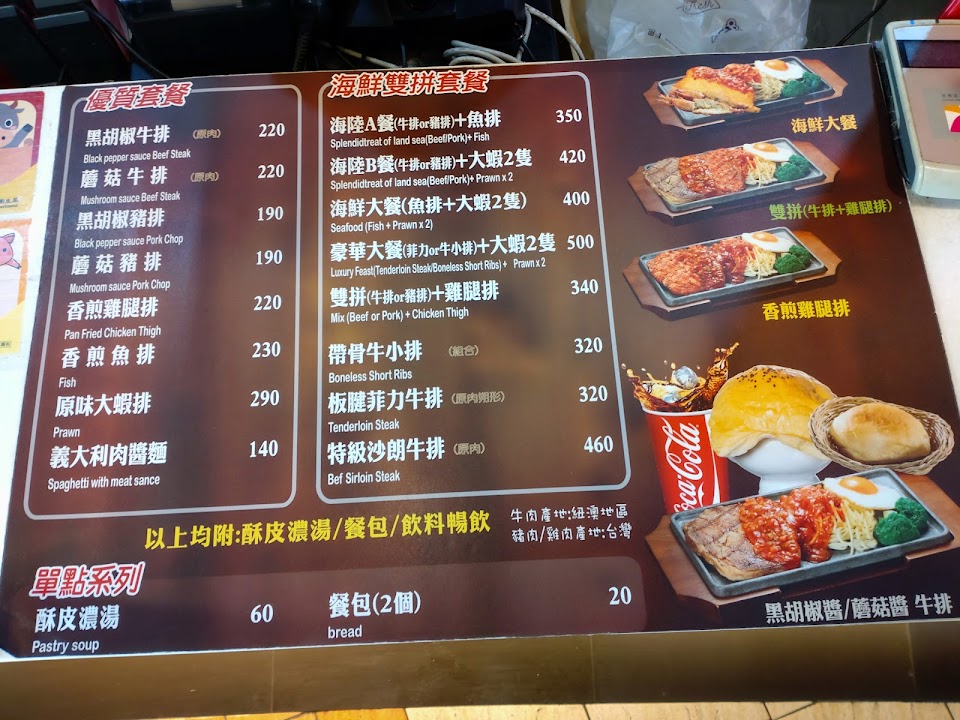 優質套餐
黑胡椒牛排 (原肉) 220
Black pepper sauce Beef Steak
蘑菇牛排 (原肉) 220
Mushroom sauce Beef Steak
黑胡椒豬排 190
Black pepper sauce Pork Chop
蘑菇豬排 190
Mushroom sauce Pork Chop
香煎雞腿排 220
Pan Fried Chicken Thigh
香煎魚排 230
Fish
原味大蝦排 290
Prawn
義大利肉醬麵 140
Spaghetti with meat sance
海鮮雙拼套餐
海陸A餐(牛排or豬排)+魚排 350
Splendidtreat of land sea(Beef/Pork)+ Fish
海陸B餐(牛排or豬排)+大蝦2隻 420
Splendidtreat of land sea(Beef/Pork)+ Prawn x 2
海鮮大餐(魚排+大蝦2隻) 400
Seafood (Fish + Prawn x 2)
豪華大餐(菲力or牛小排)+大蝦2隻 500
Luxury Feast(Tenderloin Steak/Boneless Short Ribs) + Prawn x 2
雙拼(牛排or豬排)+雞腿排 340
Mix (Beef or Pork) + Chicken Thigh
帶骨牛小排 (組合) 320
Boneless Short Ribs
板腱菲力牛排 (原肉朔形) 320
Tenderloin Steak
特級沙朗牛排 (原肉) 460
Bef Sirloin Steak
以上均附:酥皮濃湯/餐包/飲料暢飲
牛肉產地:紐澳地區
豬肉/雞肉產地:台灣
單點系列
酥皮濃湯 60
Pastry soup
餐包(2個) 20
bread
海鮮大餐
雙拼(牛排+雞腿排)
香煎雞腿排
Coca-Cola
黑胡椒醬/蘑菇醬 牛排